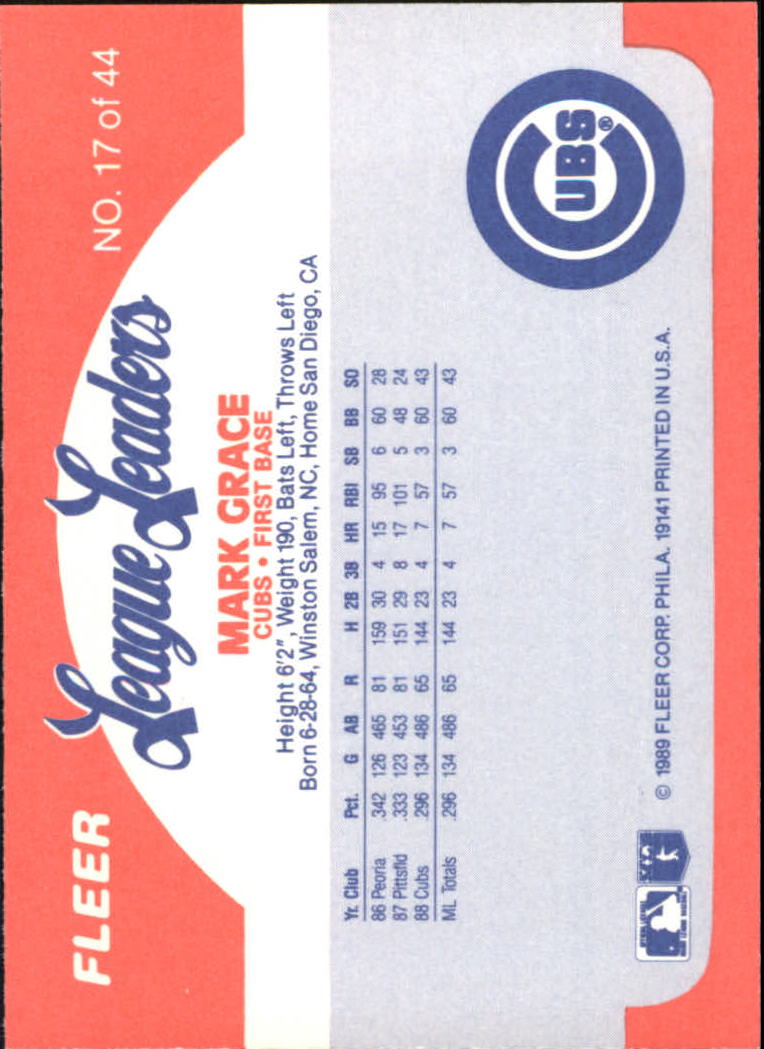 FLEER
NO. 17 of 44
League Leaders
MARK GRACE
CUBS • FIRST BASE
Height 6'2", Weight 190, Bats Left, Throws Left
Born 6-28-64, Winston Salem, NC, Home San Diego, CA
Yr. Club Pct. G AB R H 2B 3B HR RBI SB BB SO
86 Peoria .342 126 465 81 159 30 4 15 95 6 60 28
87 Pittsfld .333 123 453 81 151 29 8 17 101 5 48 24
88 Cubs .296 134 486 65 144 23 4 7 57 3 60 43
ML Totals .296 134 486 65 144 23 4 7 57 3 60 43
CUBS®
© 1989 FLEER CORP. PHILA. 19141 PRINTED IN U.S.A.